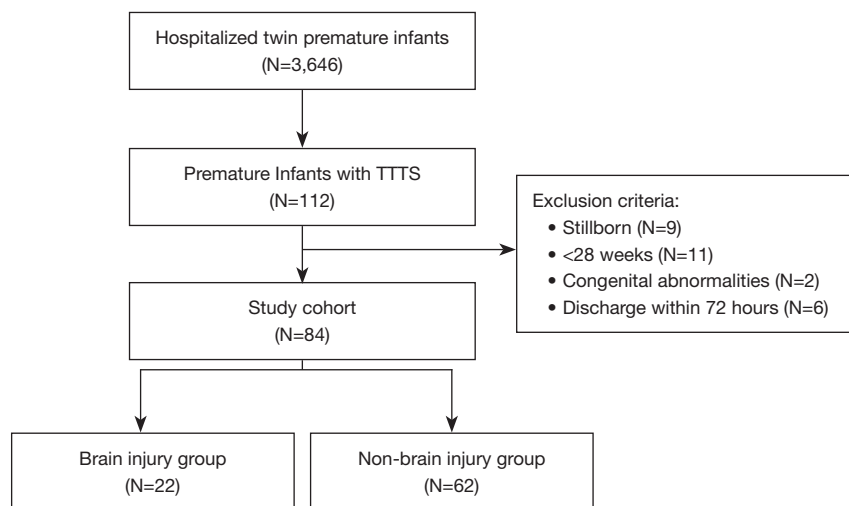 Hospitalized twin premature infants
(N=3,646)
Premature Infants with TTTS
(N=112)
Exclusion criteria:
• Stillborn (N=9)
• <28 weeks (N=11)
• Congenital abnormalities (N=2)
• Discharge within 72 hours (N=6)
Study cohort
(N=84)
Brain injury group
(N=22)
Non-brain injury group
(N=62)